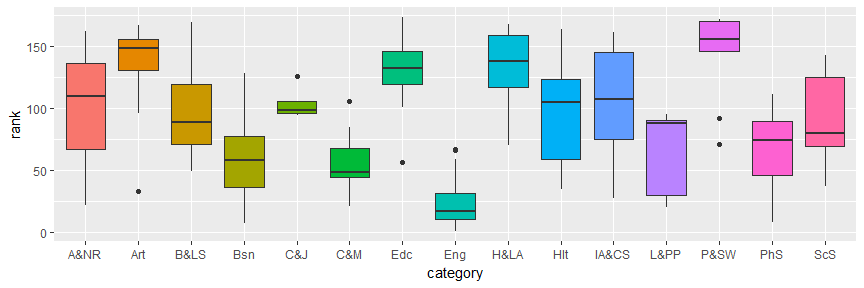 rank
150
100
50
0
A&NR Art B&LS Bsn C&J C&M Edc Eng H&LA Hlt IA&CS L&PP P&SW PhS ScS
category